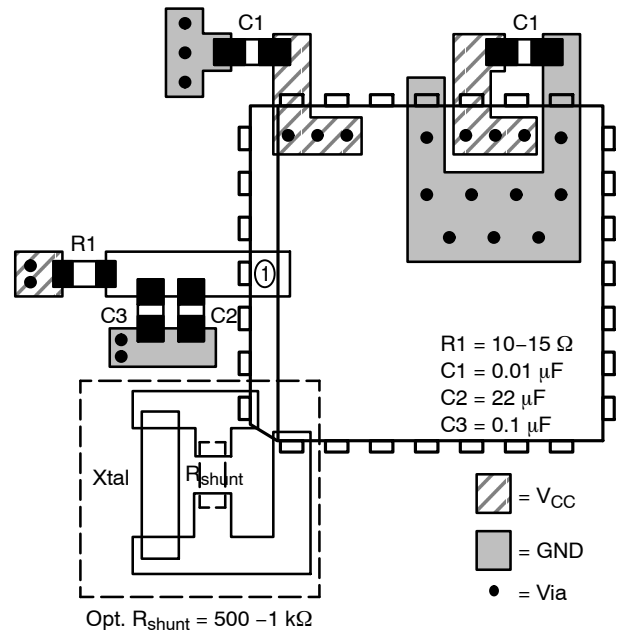 C1
C1
R1
1
C3
C2
R1 = 10–15 Ω
C1 = 0.01 μF
C2 = 22 μF
C3 = 0.1 μF
Xtal
Rshunt
= VCC
= GND
= Via
Opt. Rshunt = 500 –1 kΩ